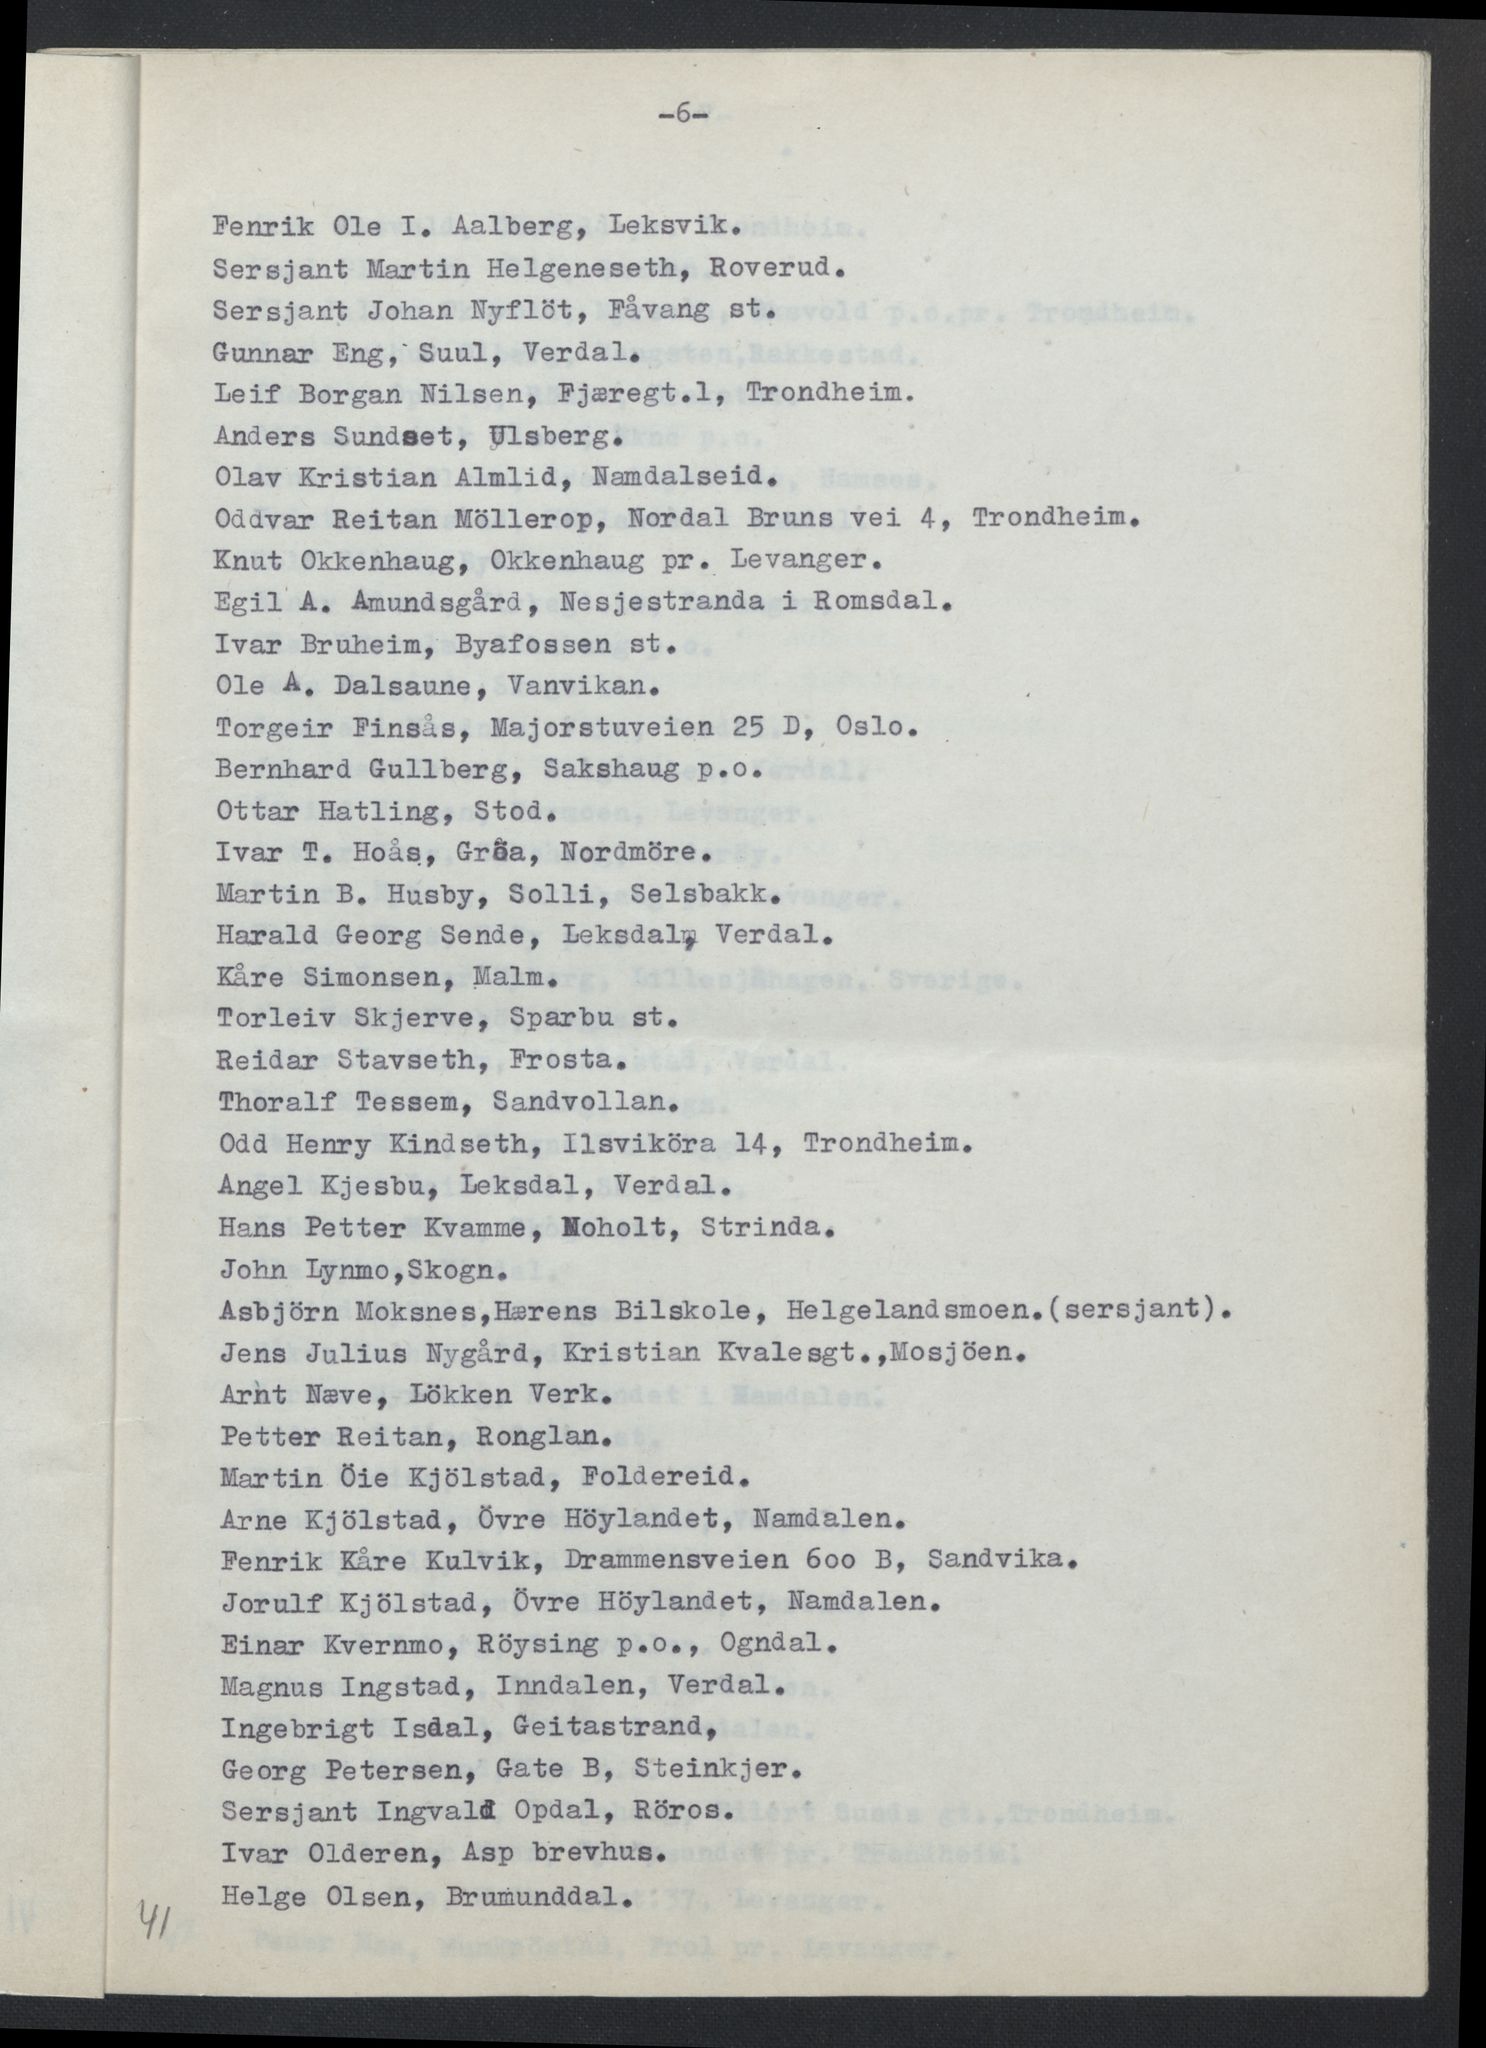 -6-
Fenrik Ole I. Aalberg, Leksvik.
Sersjant Martin Helgeneseth, Roverud.
Sersjant Johan Nyflöt, Fåvang st.
Gunnar Eng, Suul, Verdal.
Leif Borgan Nilsen, Fjæregt.1, Trondheim.
Anders Sundset, Ulsberg.
Olav Kristian Almlid, Namdalseid.
Oddvar Reitan Möllerop, Nordal Bruns vei 4, Trondheim.
Knut Okkenhaug, Okkenhaug pr. Levanger.
Egil A. Amundsgård, Nesjestranda i Romsdal.
Ivar Bruheim, Byafossen st.
Ole A. Dalsaune, Vanvikan.
Torgeir Finsås, Majorstuveien 25 D, Oslo.
Bernhard Gullberg, Sakshaug p.o.
Ottar Hatling, Stod.
Ivar T. Hoås, Gröa, Nordmöre.
Martin B. Husby, Solli, Selsbakk.
Harald Georg Sende, Leksdal, Verdal.
Kåre Simonsen, Malm.
Torleiv Skjerve, Sparbu st.
Reidar Stavseth, Frosta.
Thoralf Tessem, Sandvollan.
Odd Henry Kindseth, Ilsviköra 14, Trondheim.
Angel Kjesbu, Leksdal, Verdal.
Hans Petter Kvamme, Moholt, Strinda.
John Lynmo,Skogn.
Asbjörn Moksnes,Hærens Bilskole, Helgelandsmoen.(sersjant).
Jens Julius Nygård, Kristian Kvalesgt.,Mosjöen.
Arnt Næve, Lökken Verk.
Petter Reitan, Ronglan.
Martin Öie Kjölstad, Foldereid.
Arne Kjölstad, Övre Höylandet, Namdalen.
Fenrik Kåre Kulvik, Drammensveien 600 B, Sandvika.
Jorulf Kjölstad, Övre Höylandet, Namdalen.
Einar Kvernmo, Röysing p.o., Ogndal.
Magnus Ingstad, Inndalen, Verdal.
Ingebrigt Isdal, Geitastrand,
Georg Petersen, Gate B, Steinkjer.
Sersjant Ingvald Opdal, Röros.
Ivar Olderen, Asp brevhus.
Helge Olsen, Brumunddal.
41